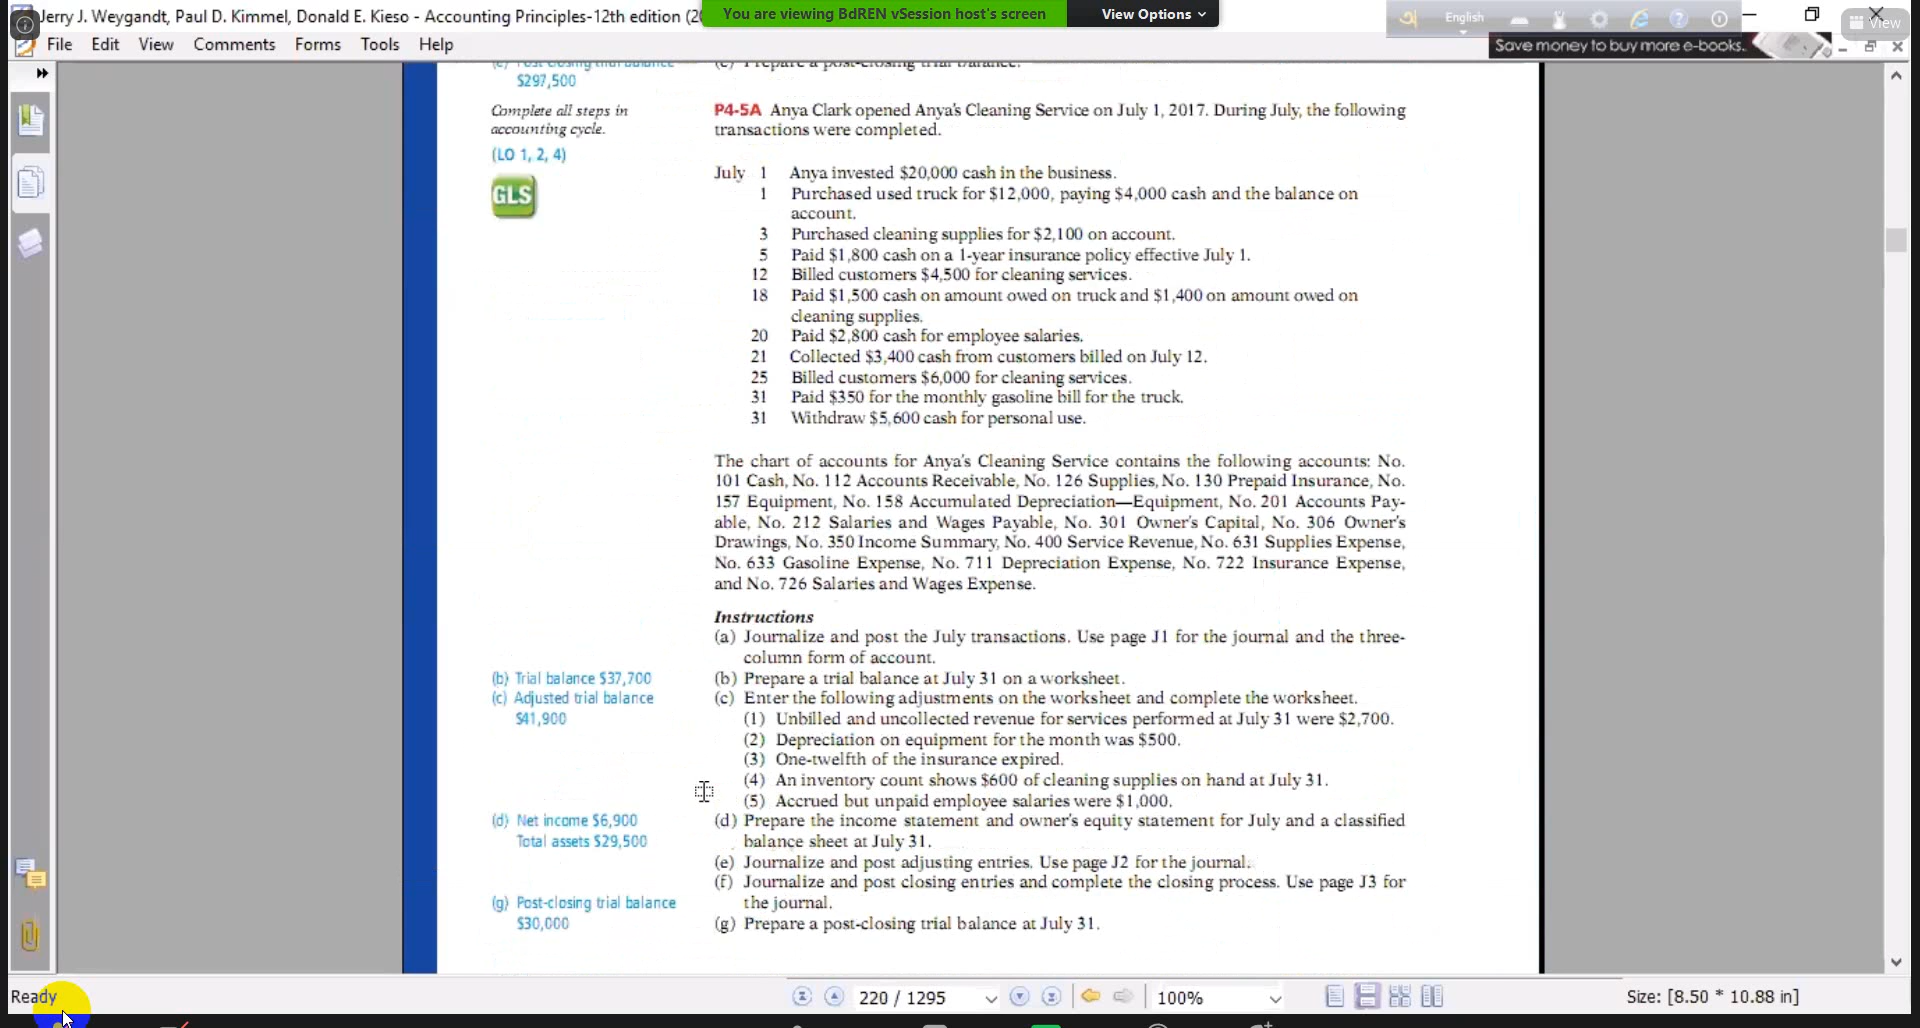 Jerry J. Weygandt, Paul D. Kimmel, Donald E. Kieso - Accounting Principles-12th edition (20
You are viewing BdREN vSession host's screen
View Options
English
View
File Edit View Comments Forms Tools Help
Save money to buy more e-books.
(e) Post-closing trial balance
$297,500
(e) Prepare a post-closing trial balance.
Complete all steps in
accounting cycle.
(LO 1, 2, 4)
GLS
P4-5A Anya Clark opened Anya's Cleaning Service on July 1, 2017. During July, the following
transactions were completed.
July 1 Anya invested $20,000 cash in the business.
1 Purchased used truck for $12,000, paying $4,000 cash and the balance on
account.
3 Purchased cleaning supplies for $2,100 on account.
5 Paid $1,800 cash on a 1-year insurance policy effective July 1.
12 Billed customers $4,500 for cleaning services.
18 Paid $1,500 cash on amount owed on truck and $1,400 on amount owed on
cleaning supplies.
20 Paid $2,800 cash for employee salaries.
21 Collected $3,400 cash from customers billed on July 12.
25 Billed customers $6,000 for cleaning services.
31 Paid $350 for the monthly gasoline bill for the truck.
31 Withdraw $5,600 cash for personal use.
The chart of accounts for Anya's Cleaning Service contains the following accounts: No.
101 Cash, No. 112 Accounts Receivable, No. 126 Supplies, No. 130 Prepaid Insurance, No.
157 Equipment, No. 158 Accumulated Depreciation—Equipment, No. 201 Accounts Pay-
able, No. 212 Salaries and Wages Payable, No. 301 Owner's Capital, No. 306 Owner's
Drawings, No. 350 Income Summary, No. 400 Service Revenue, No. 631 Supplies Expense,
No. 633 Gasoline Expense, No. 711 Depreciation Expense, No. 722 Insurance Expense,
and No. 726 Salaries and Wages Expense.
Instructions
(a) Journalize and post the July transactions. Use page J1 for the journal and the three-
column form of account.
(b) Trial balance $37,700
(b) Prepare a trial balance at July 31 on a worksheet.
(c) Adjusted trial balance
$41,900
(c) Enter the following adjustments on the worksheet and complete the worksheet.
(1) Unbilled and uncollected revenue for services performed at July 31 were $2,700.
(2) Depreciation on equipment for the month was $500.
(3) One-twelfth of the insurance expired.
(4) An inventory count shows $600 of cleaning supplies on hand at July 31.
(5) Accrued but unpaid employee salaries were $1,000.
(d) Net income $6,900
Total assets $29,500
(d) Prepare the income statement and owner's equity statement for July and a classified
balance sheet at July 31.
(e) Journalize and post adjusting entries. Use page J2 for the journal.
(f) Journalize and post closing entries and complete the closing process. Use page J3 for
the journal.
(g) Post-closing trial balance
$30,000
(g) Prepare a post-closing trial balance at July 31.
Ready
220 / 1295
100%
Size: [8.50 * 10.88 in]